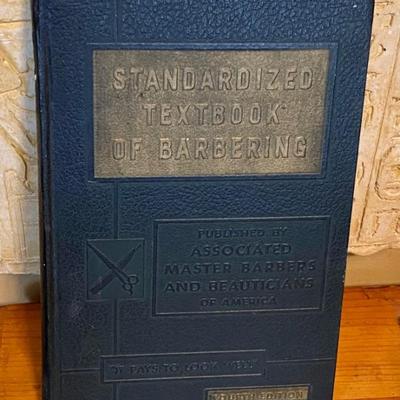 STANDARDIZED
TEXTBOOK
OF BARBERING
PUBLISHED BY
ASSOCIATED
MASTER BARBERS
AND BEAUTICIANS
OF AMERICA
"IT PAYS TO LOOK WELL"
FOURTH EDITION